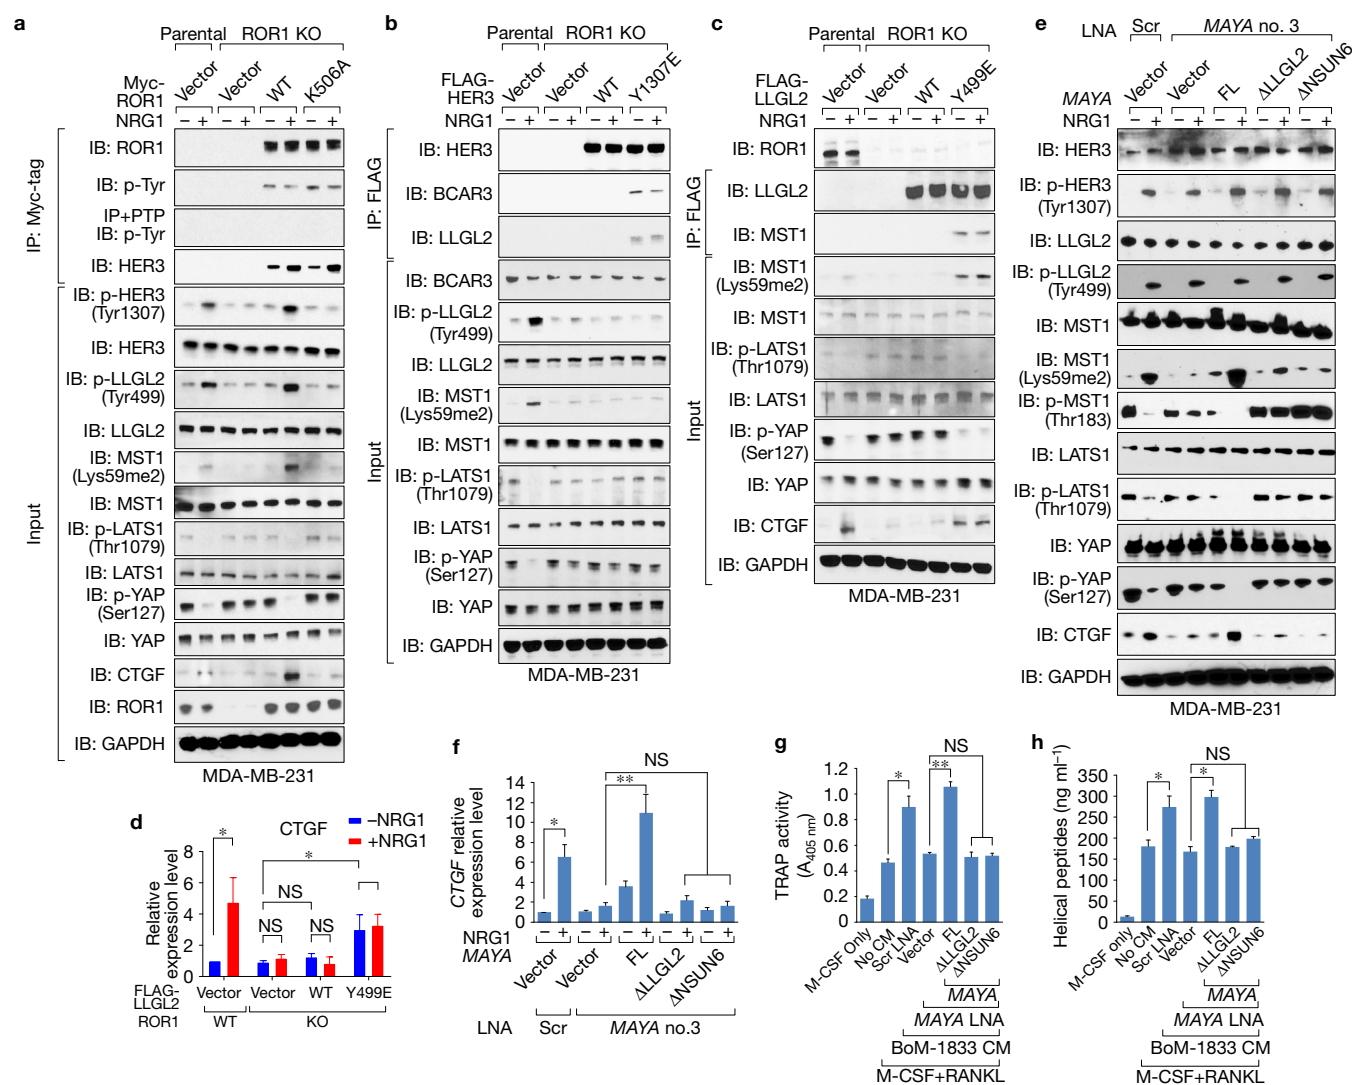 a
Parental ROR1 KO
Myc-ROR1 Vector Vector WT K506A
NRG1 − + − + − + − +
IP: Myc-tag
IB: ROR1
IB: p-Tyr
IP+PTP
IB: p-Tyr
IB: HER3
Input
IB: p-HER3
(Tyr1307)
IB: HER3
IB: p-LLGL2
(Tyr499)
IB: LLGL2
IB: MST1
(Lys59me2)
IB: MST1
IB: p-LATS1
(Thr1079)
IB: LATS1
IB: p-YAP
(Ser127)
IB: YAP
IB: CTGF
IB: ROR1
IB: GAPDH
MDA-MB-231
b
Parental ROR1 KO
FLAG-HER3 Vector Vector WT Y1307E
NRG1 − + − + − + − +
IP: FLAG
IB: HER3
IB: BCAR3
IB: LLGL2
Input
IB: BCAR3
IB: p-LLGL2
(Tyr499)
IB: LLGL2
IB: MST1
(Lys59me2)
IB: MST1
IB: p-LATS1
(Thr1079)
IB: LATS1
IB: p-YAP
(Ser127)
IB: YAP
IB: GAPDH
MDA-MB-231
c
Parental ROR1 KO
FLAG-LLGL2 Vector Vector WT Y499E
NRG1 − + − + − + − +
IB: ROR1
IP: FLAG
IB: LLGL2
IB: MST1
Input
IB: MST1
(Lys59me2)
IB: MST1
IB: p-LATS1
(Thr1079)
IB: LATS1
IB: p-YAP
(Ser127)
IB: YAP
IB: CTGF
IB: GAPDH
MDA-MB-231
e
LNA Scr MAYA no. 3
MAYA Vector Vector FL ΔLLGL2 ΔNSUN6
NRG1 − + − + − + − + − +
IB: HER3
IB: p-HER3
(Tyr1307)
IB: LLGL2
IB: p-LLGL2
(Tyr499)
IB: MST1
IB: MST1
(Lys59me2)
IB: p-MST1
(Thr183)
IB: LATS1
IB: p-LATS1
(Thr1079)
IB: YAP
IB: p-YAP
(Ser127)
IB: CTGF
IB: GAPDH
MDA-MB-231
d
CTGF
−NRG1
+NRG1
Relative
expression level
8
6
4
2
0
*
*
NS
NS
NS
FLAG-LLGL2 Vector Vector WT Y499E
ROR1 WT KO
f
CTGF relative
expression level
14
12
10
8
6
4
2
0
*
**
NS
NRG1 − + − + − + − + − +
MAYA Vector Vector FL ΔLLGL2 ΔNSUN6
LNA Scr MAYA no.3
g
TRAP activity
(A405 nm)
1.2
1.0
0.8
0.6
0.4
0.2
0
*
**
NS
M-CSF Only No CM Scr LNA Vector FL ΔLLGL2 ΔNSUN6
MAYA
MAYA LNA
BoM-1833 CM
M-CSF+RANKL
h
Helical peptides (ng ml−1)
350
300
250
200
150
100
50
0
*
*
NS
M-CSF only No CM Scr LNA Vector FL ΔLLGL2 ΔNSUN6
MAYA
MAYA LNA
BoM-1833 CM
M-CSF+RANKL